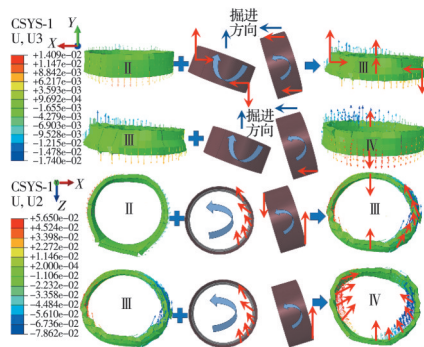 CSYS-1
U, U3
+1.409e-02
+1.147e-02
+8.842e-03
+6.217e-03
+3.593e-03
+9.692e-04
-1.655e-03
-4.279e-03
-6.903e-03
-9.528e-03
-1.215e-02
-1.478e-02
-1.740e-02
Y
X
II
掘进
方向
III
III
掘进
方向
IV
CSYS-1
U, U2
X
Z
+5.650e-02
+4.524e-02
+3.398e-02
+2.272e-02
+1.146e-02
+2.000e-04
-1.106e-02
-2.232e-02
-3.358e-02
-4.484e-02
-5.610e-02
-6.736e-02
-7.862e-02
II
III
III
IV